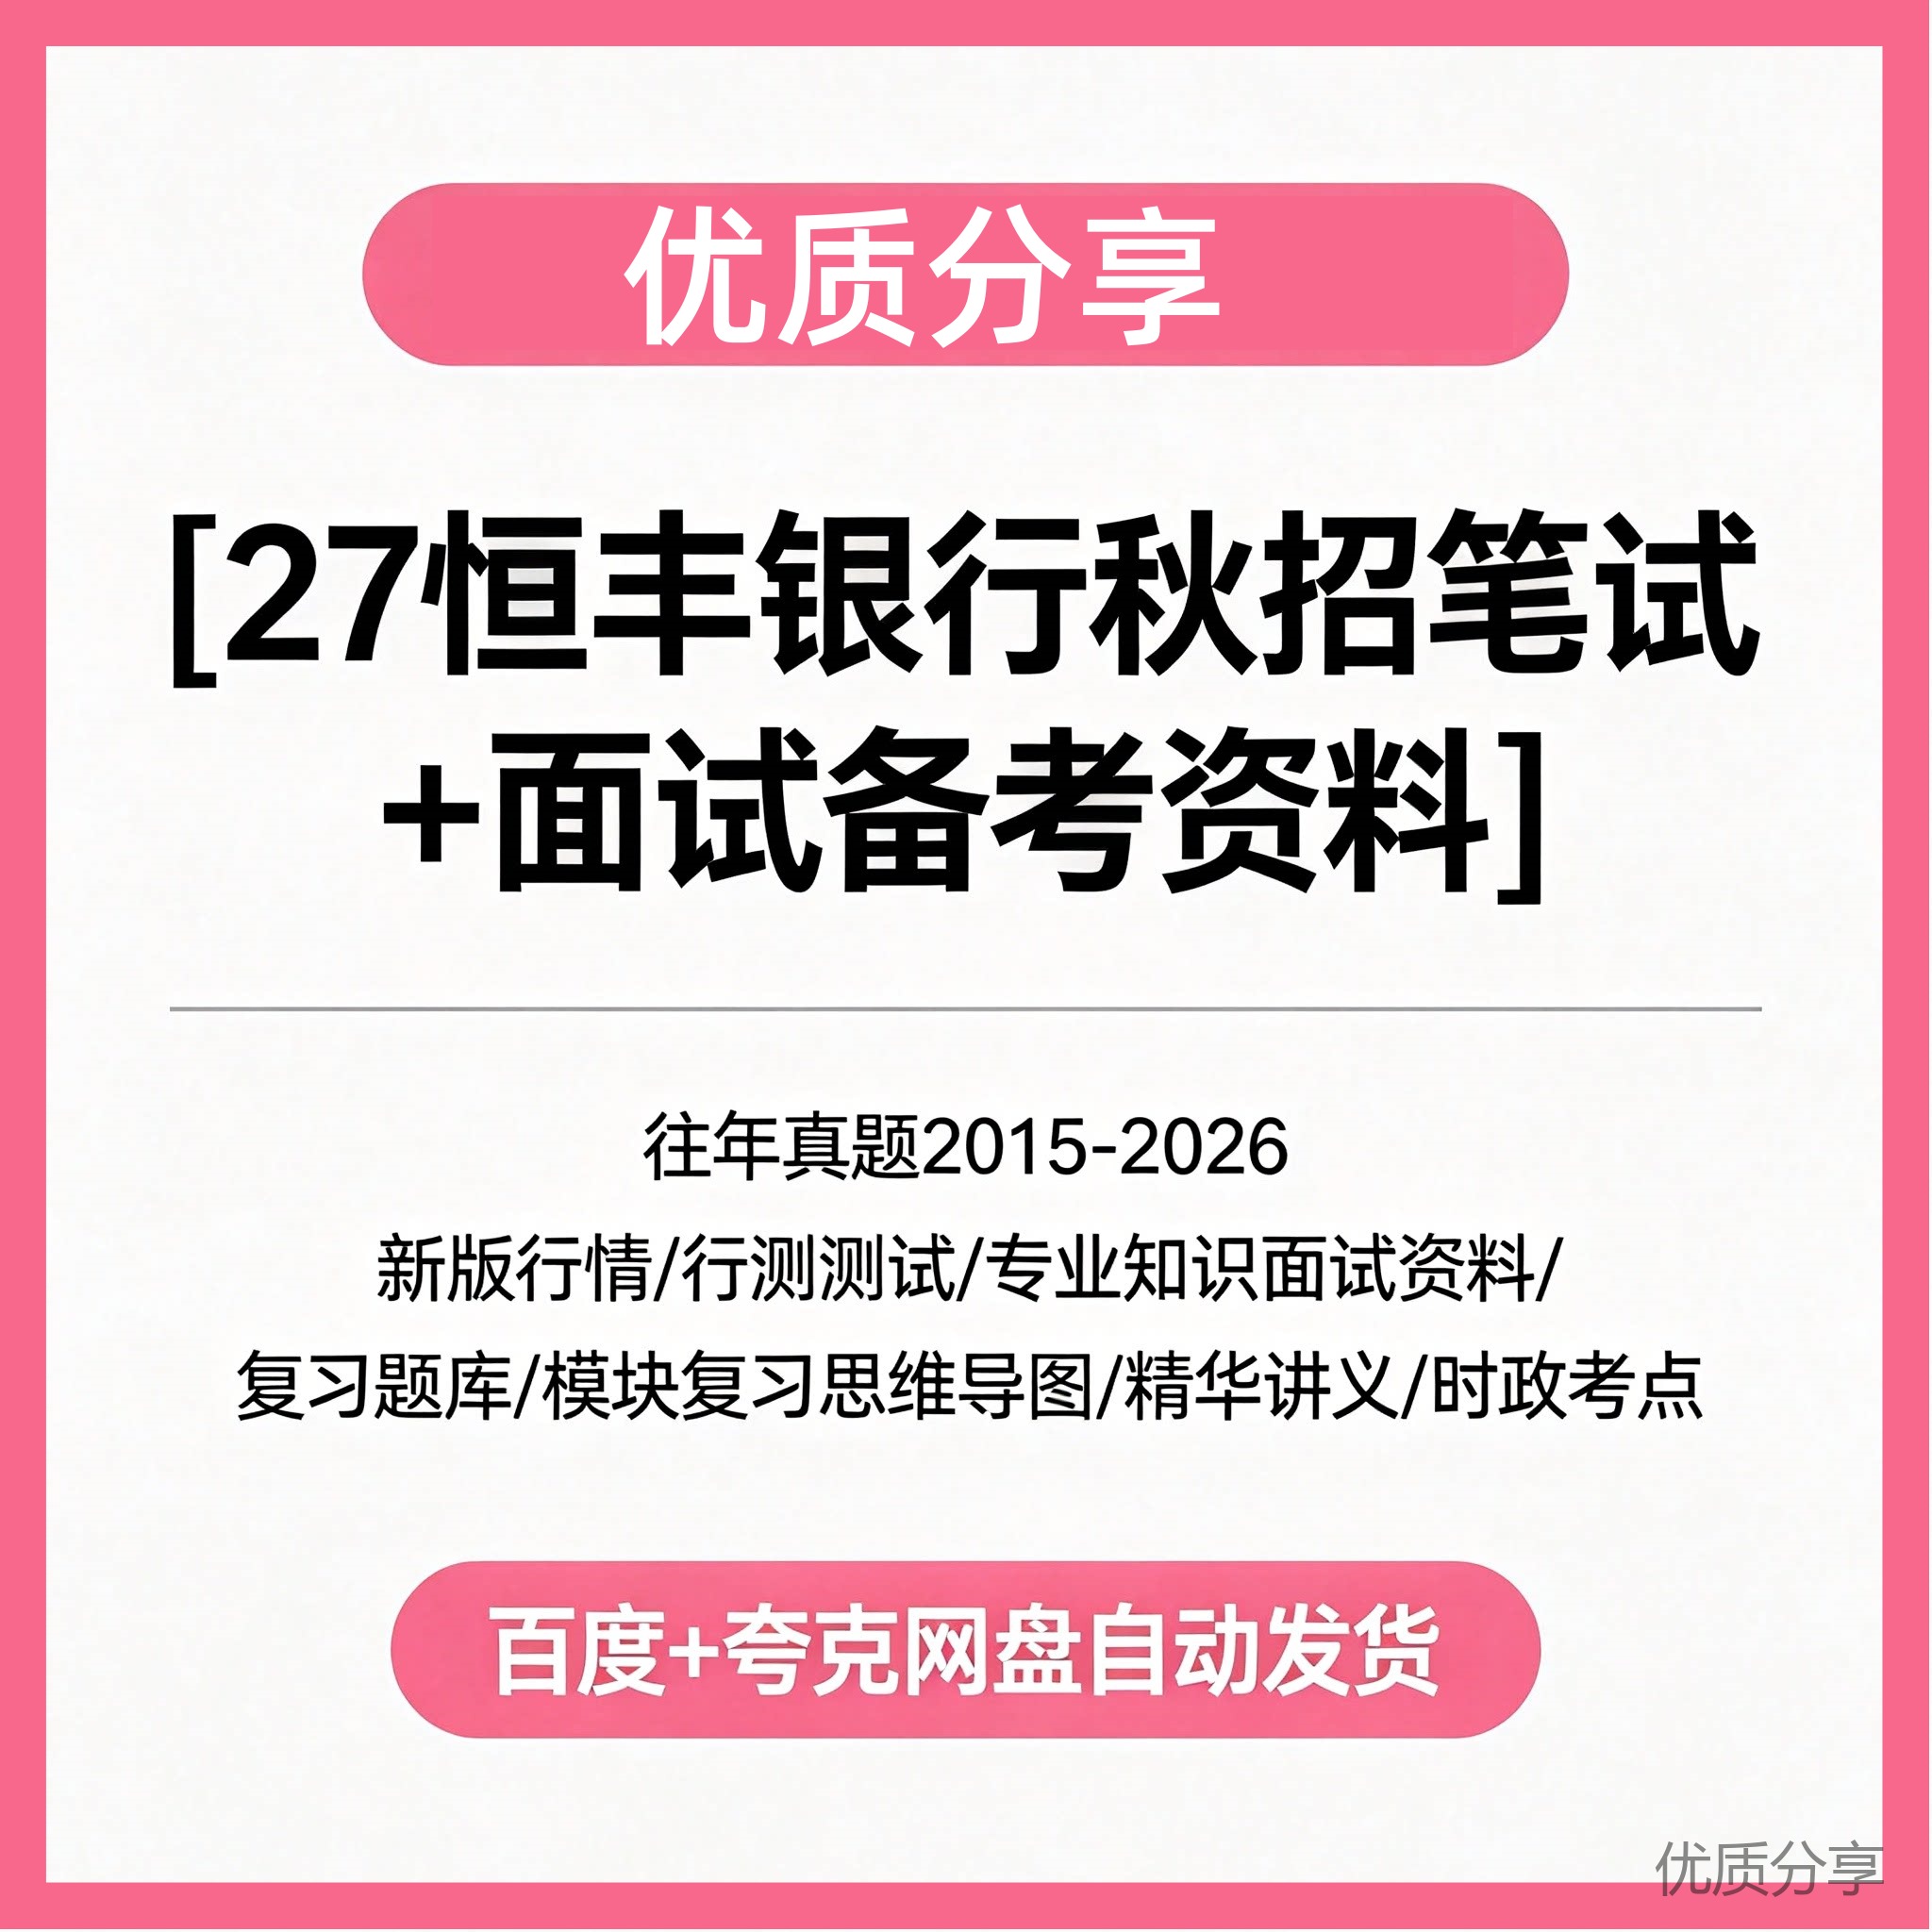 优质分享
[27恒丰银行秋招笔试
+面试备考资料]
往年真题2015-2026
新版行情/行测测试/专业知识面试资料/
复习题库/模块复习思维导图/精华讲义/时政考点
百度+夸克网盘自动发货
优质分享